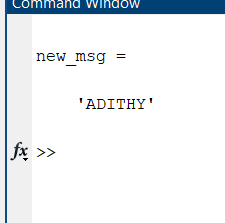 Command Window
new_msg =
'ADITHY'
fx >>